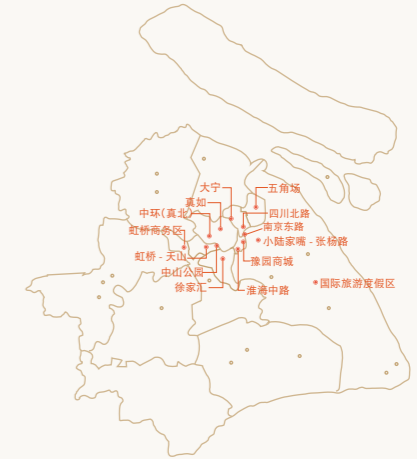 大宁
五角场
真如
中环(真北)
四川北路
南京东路
虹桥商务区
小陆家嘴 - 张杨路
虹桥 - 天山
豫园商城
中山公园
国际旅游度假区
徐家汇
淮海中路